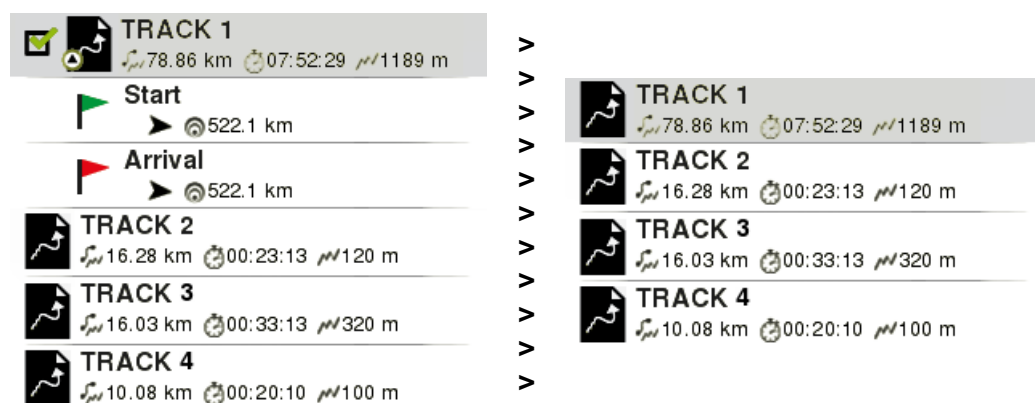 TRACK 1
78.86 km 07:52:29 1189 m
Start
522.1 km
Arrival
522.1 km
TRACK 2
16.28 km 00:23:13 120 m
TRACK 3
16.03 km 00:33:13 320 m
TRACK 4
10.08 km 00:20:10 100 m
>
>
>
>
>
>
>
>
>
>
>
TRACK 1
78.86 km 07:52:29 1189 m
TRACK 2
16.28 km 00:23:13 120 m
TRACK 3
16.03 km 00:33:13 320 m
TRACK 4
10.08 km 00:20:10 100 m